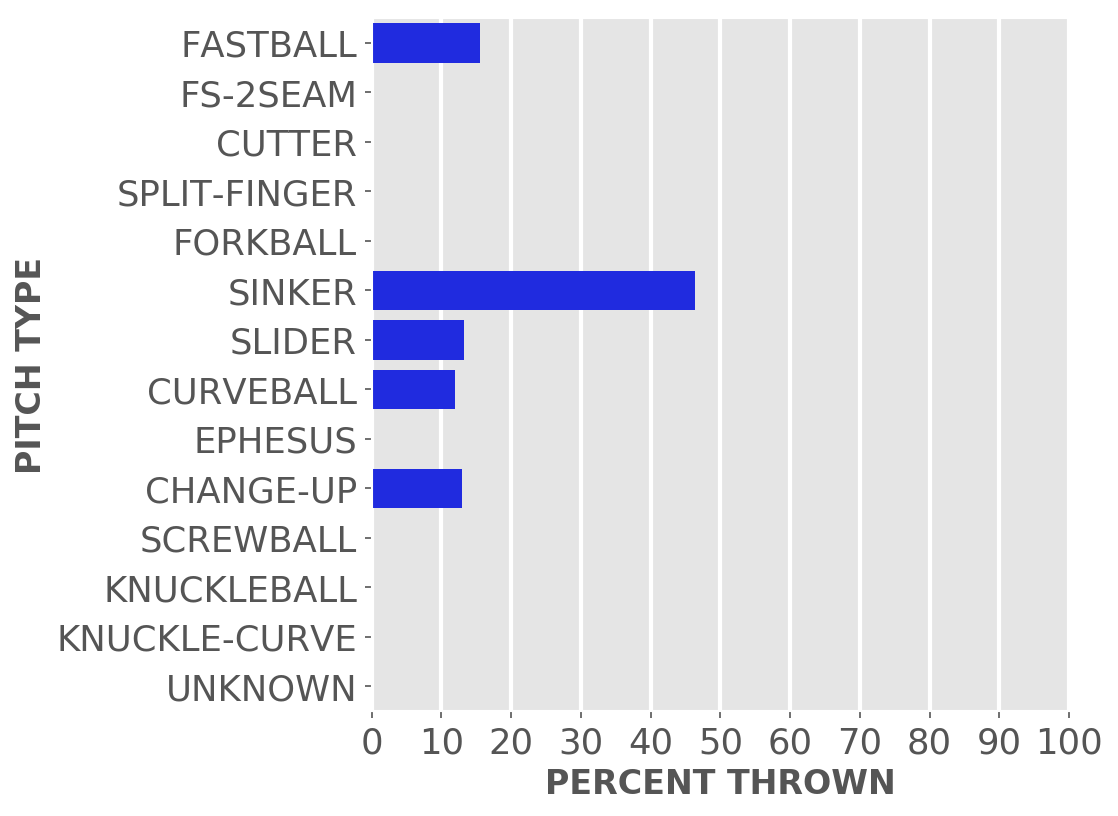 FASTBALL
FS-2SEAM
CUTTER
SPLIT-FINGER
FORKBALL
SINKER
SLIDER
CURVEBALL
EPHESUS
CHANGE-UP
SCREWBALL
KNUCKLEBALL
KNUCKLE-CURVE
UNKNOWN
PITCH TYPE
0 10 20 30 40 50 60 70 80 90 100
PERCENT THROWN